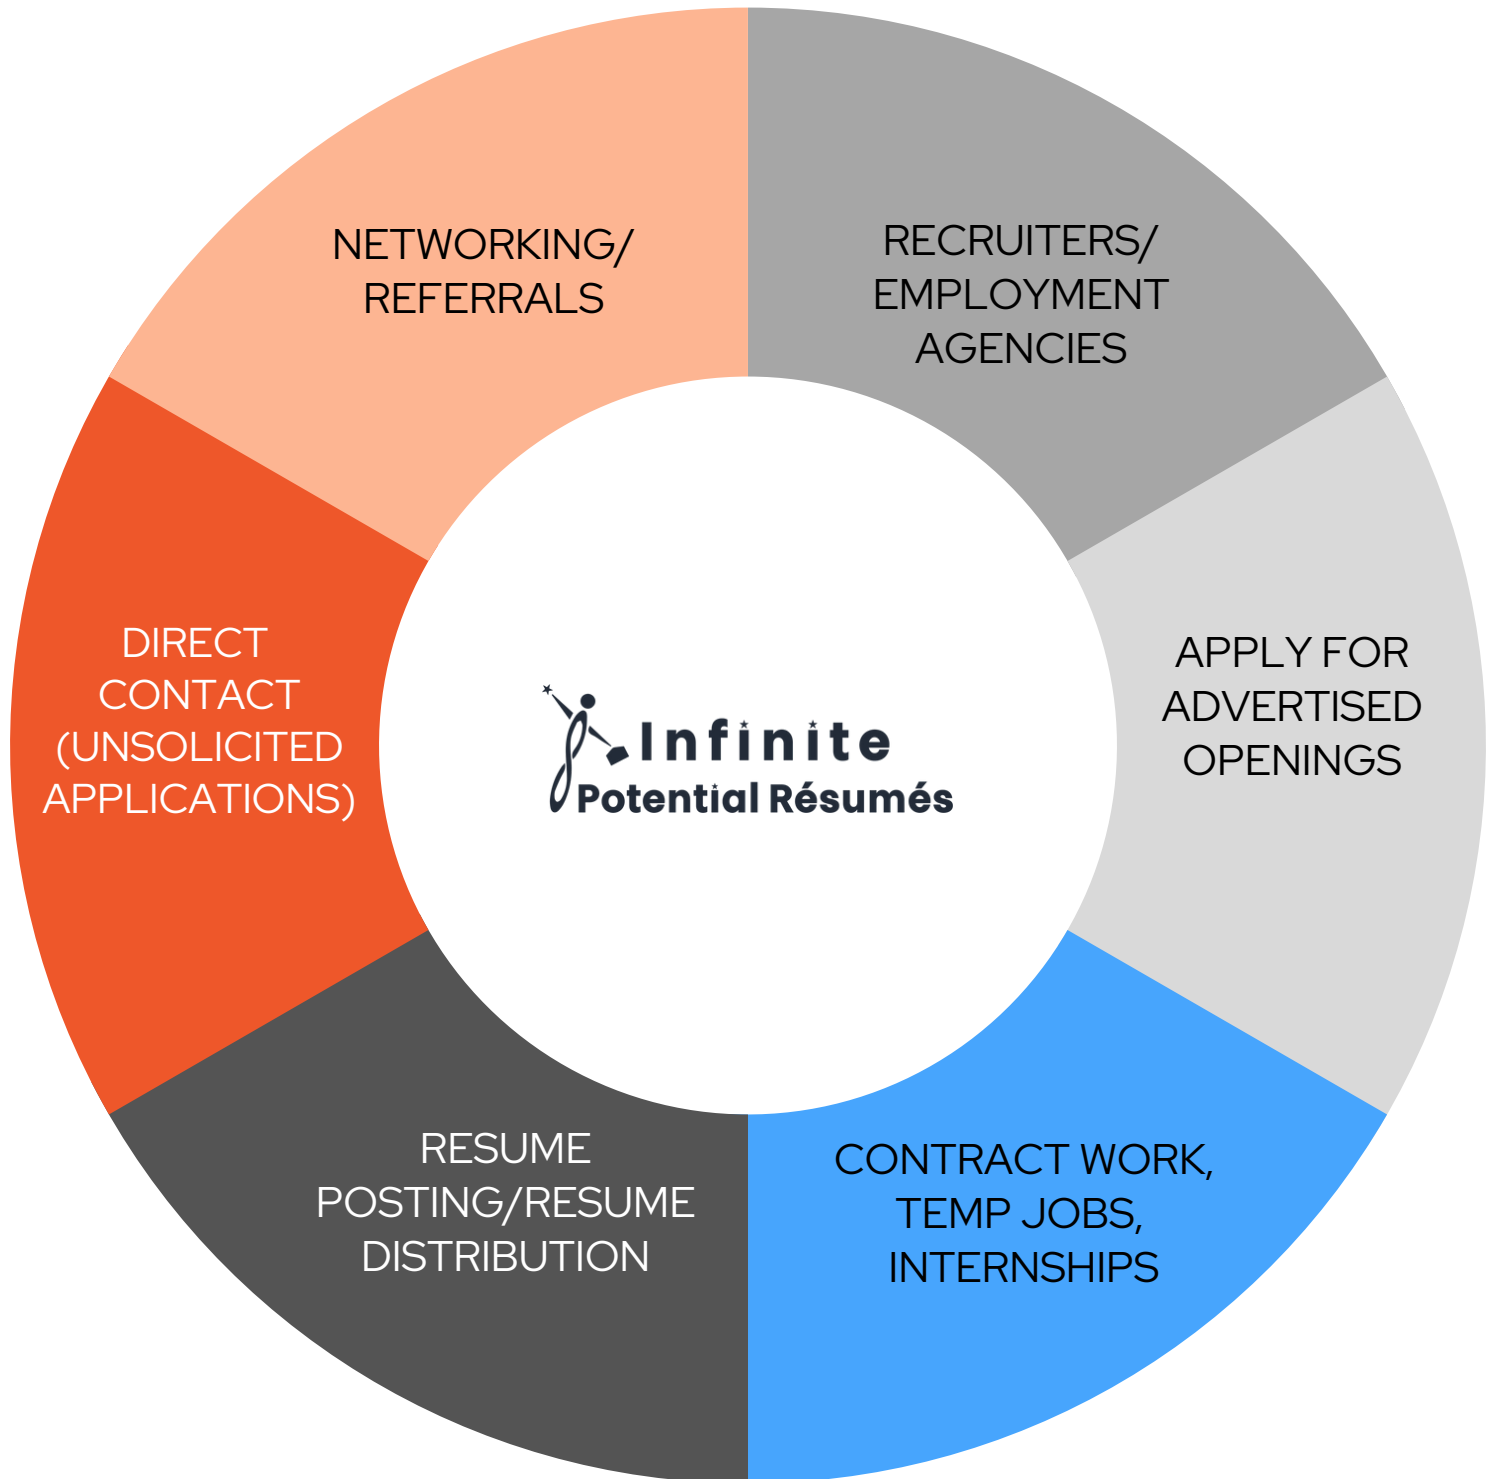 NETWORKING/
REFERRALS
RECRUITERS/
EMPLOYMENT
AGENCIES
DIRECT
CONTACT
(UNSOLICITED
APPLICATIONS)
Infinite
Potential Résumés
APPLY FOR
ADVERTISED
OPENINGS
RESUME
POSTING/RESUME
DISTRIBUTION
CONTRACT WORK,
TEMP JOBS,
INTERNSHIPS